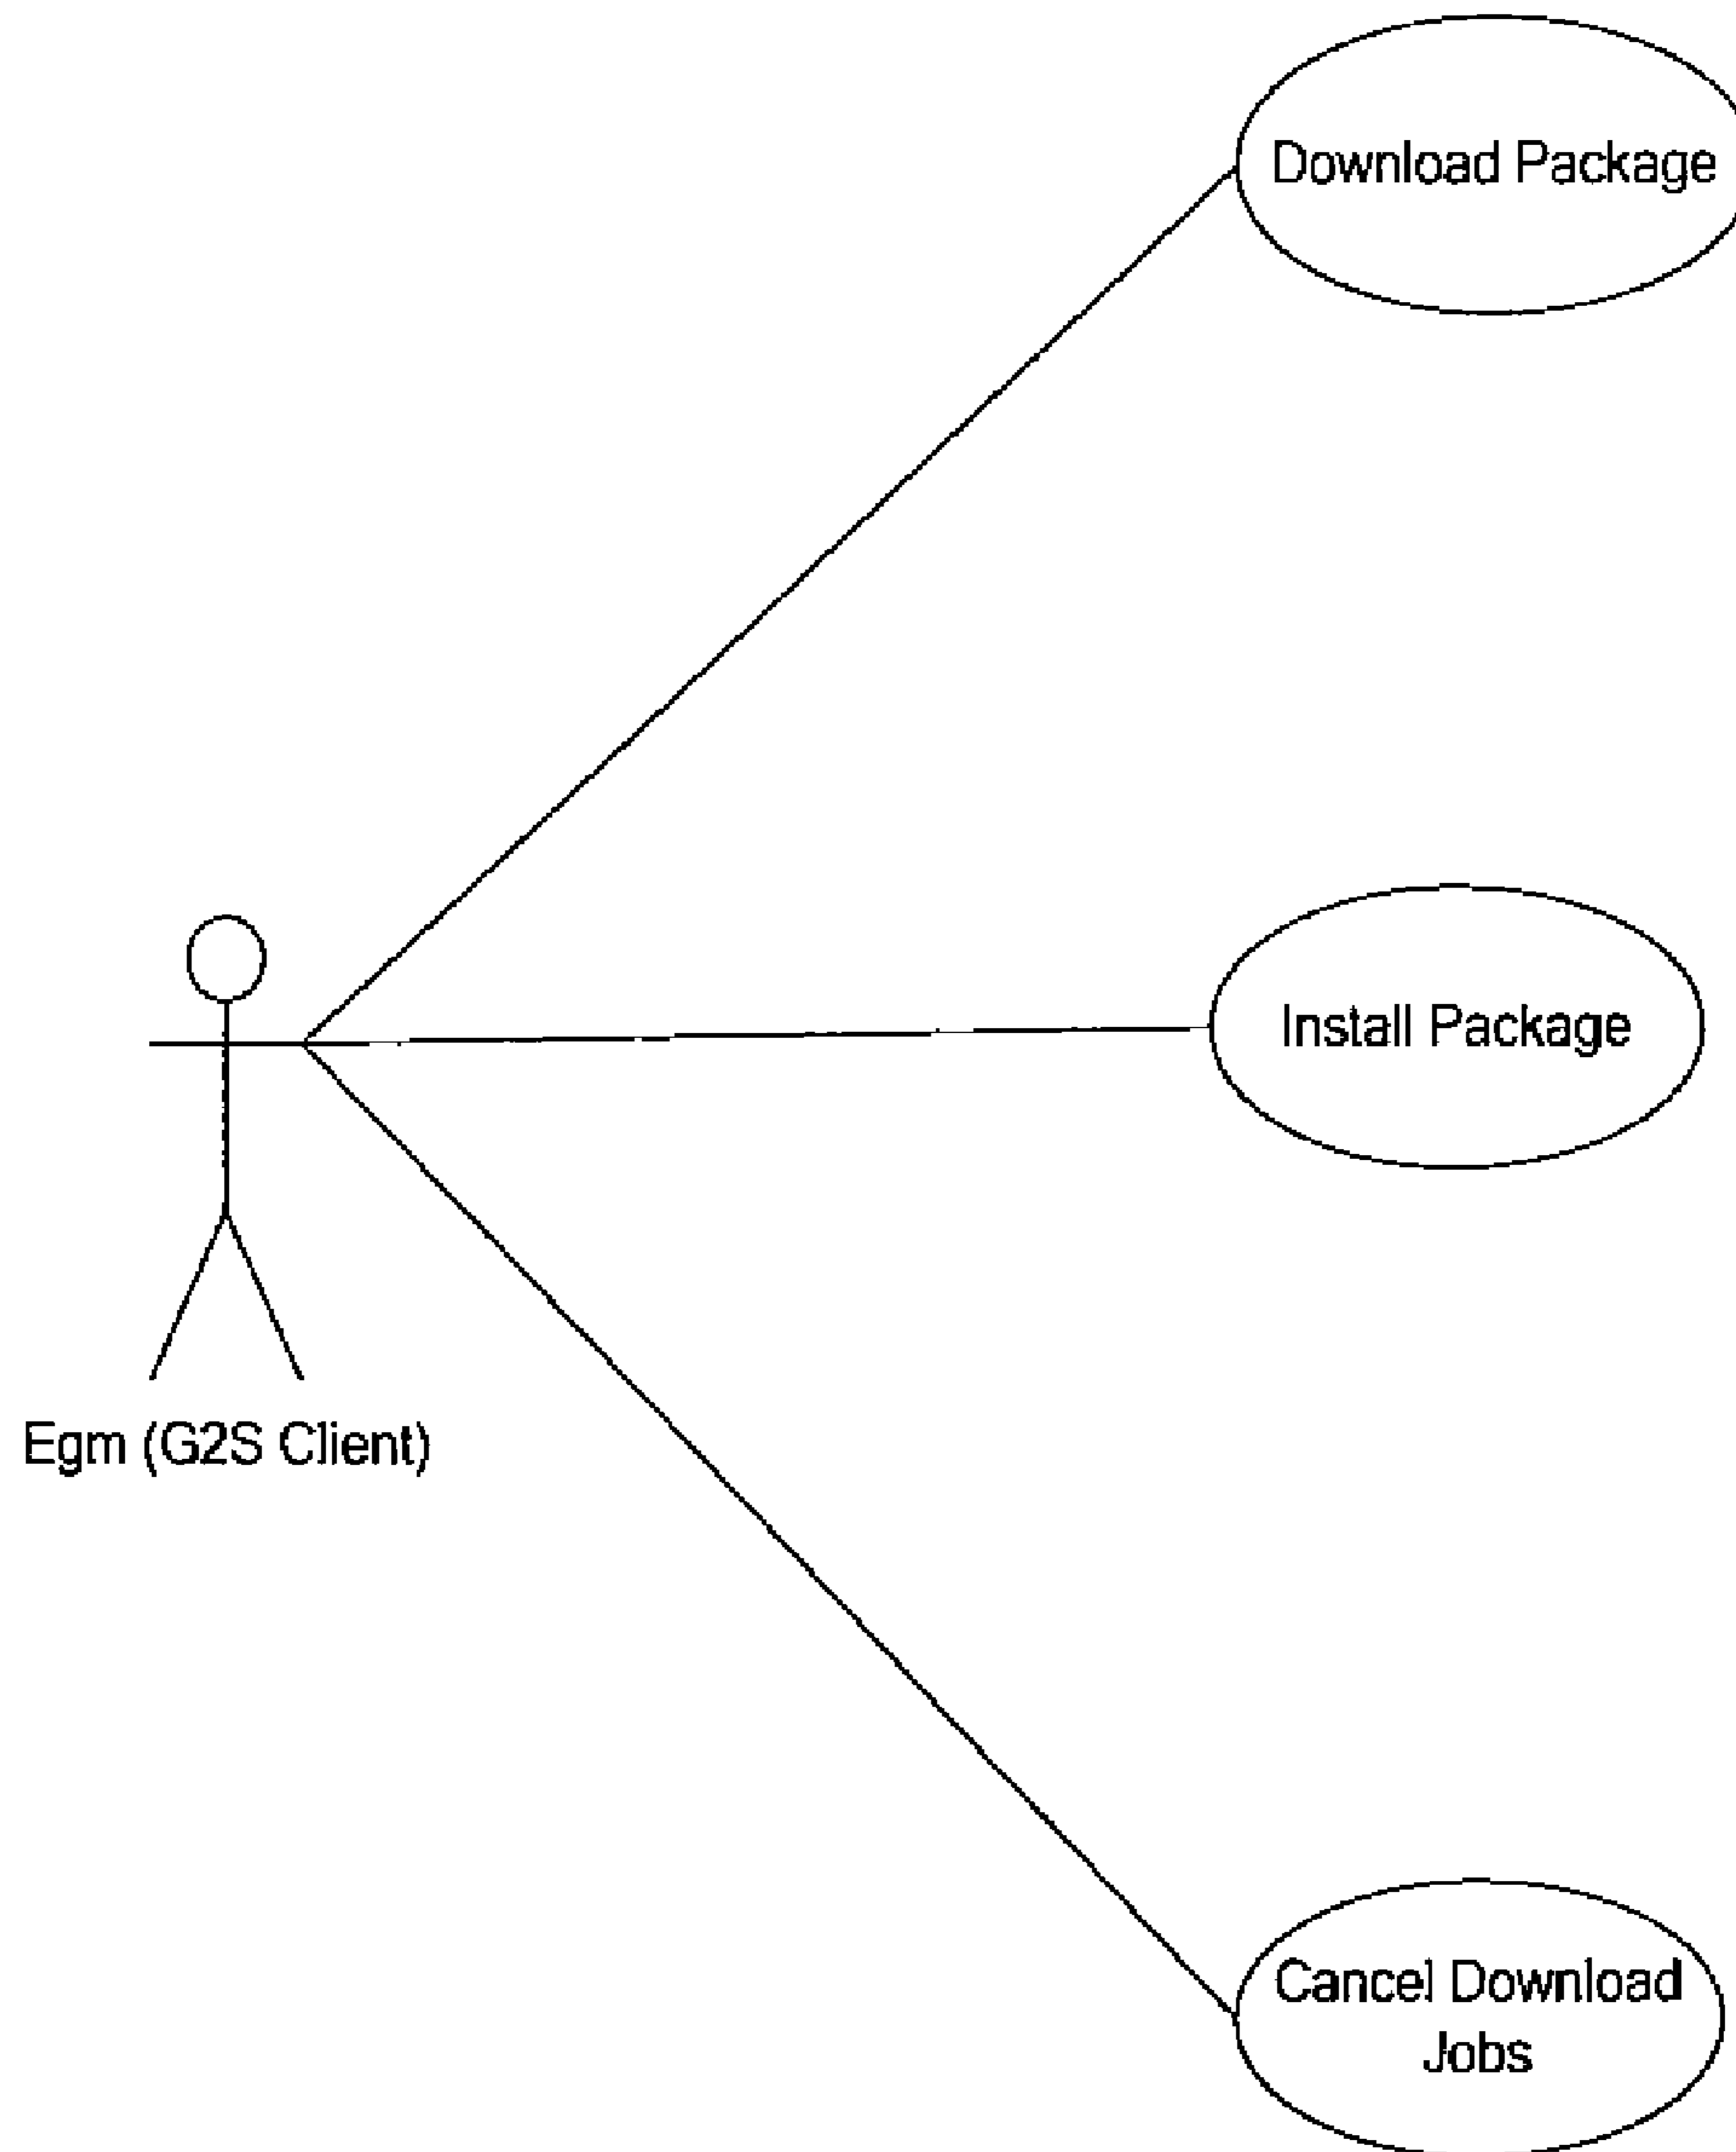 Download Package
Install Package
Egm (G2S Client)
Cancel Download
Jobs